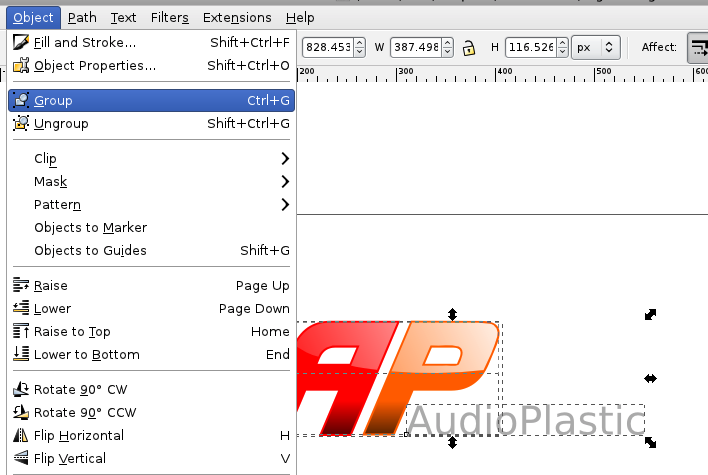 Object Path Text Filters Extensions Help
Fill and Stroke... Shift+Ctrl+F
828.453 W 387.498 H 116.526 px Affect:
Object Properties... Shift+Ctrl+O
200 300 400 500 600
Group Ctrl+G
Ungroup Shift+Ctrl+G
Clip
Mask
Pattern
Objects to Marker
Objects to Guides Shift+G
Raise Page Up
Lower Page Down
Raise to Top Home
Lower to Bottom End
Rotate 90° CW
Rotate 90° CCW
Flip Horizontal H
Flip Vertical V
AP
AudioPlastic